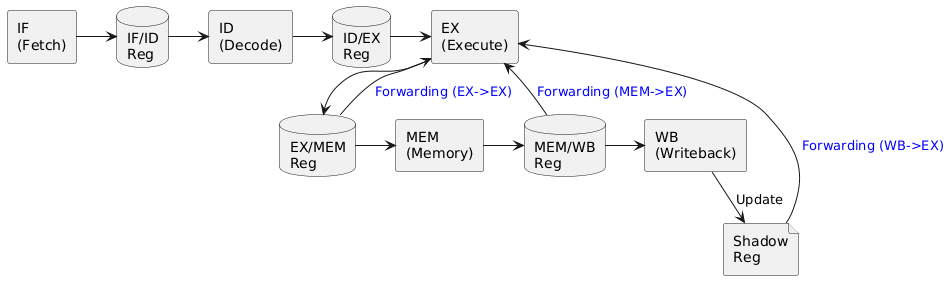 IF
(Fetch)
IF/ID
Reg
ID
(Decode)
ID/EX
Reg
EX
(Execute)
Forwarding (EX->EX)
Forwarding (MEM->EX)
EX/MEM
Reg
MEM
(Memory)
MEM/WB
Reg
WB
(Writeback)
Forwarding (WB->EX)
Update
Shadow
Reg